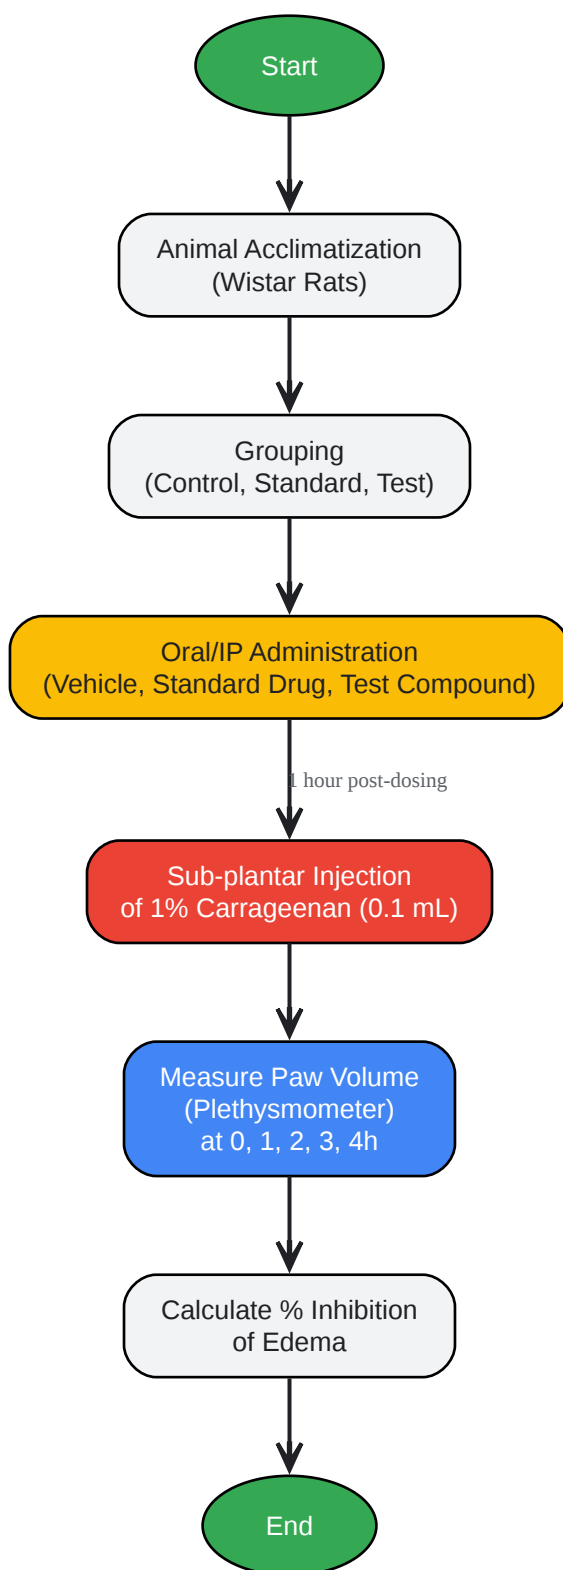 Start
Animal Acclimatization
(Wistar Rats)
Grouping
(Control, Standard, Test)
Oral/IP Administration
(Vehicle, Standard Drug, Test Compound)
1 hour post-dosing
Sub-plantar Injection
of 1% Carrageenan (0.1 mL)
Measure Paw Volume
(Plethysmometer)
at 0, 1, 2, 3, 4h
Calculate % Inhibition
of Edema
End